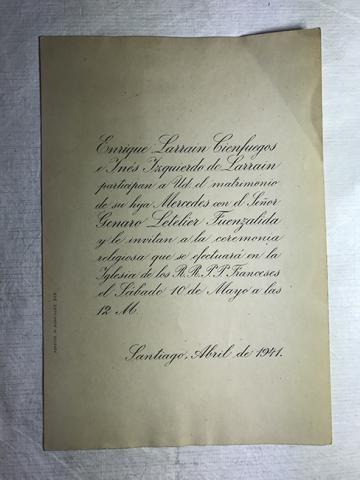 Enrique Larrain Cienfuegos
e Inés Izquierdo de Larrain
participan a Ud. el matrimonio
de su hija Mercedes con el Señor
Genaro Letelier Fuenzalida
y le invitan a la ceremonia
religiosa que se efectuará en la
Iglesia de los R.R.P.P. Franceses
el Sábado 10 de Mayo a las
12 M.
Santiago, Abril de 1941.